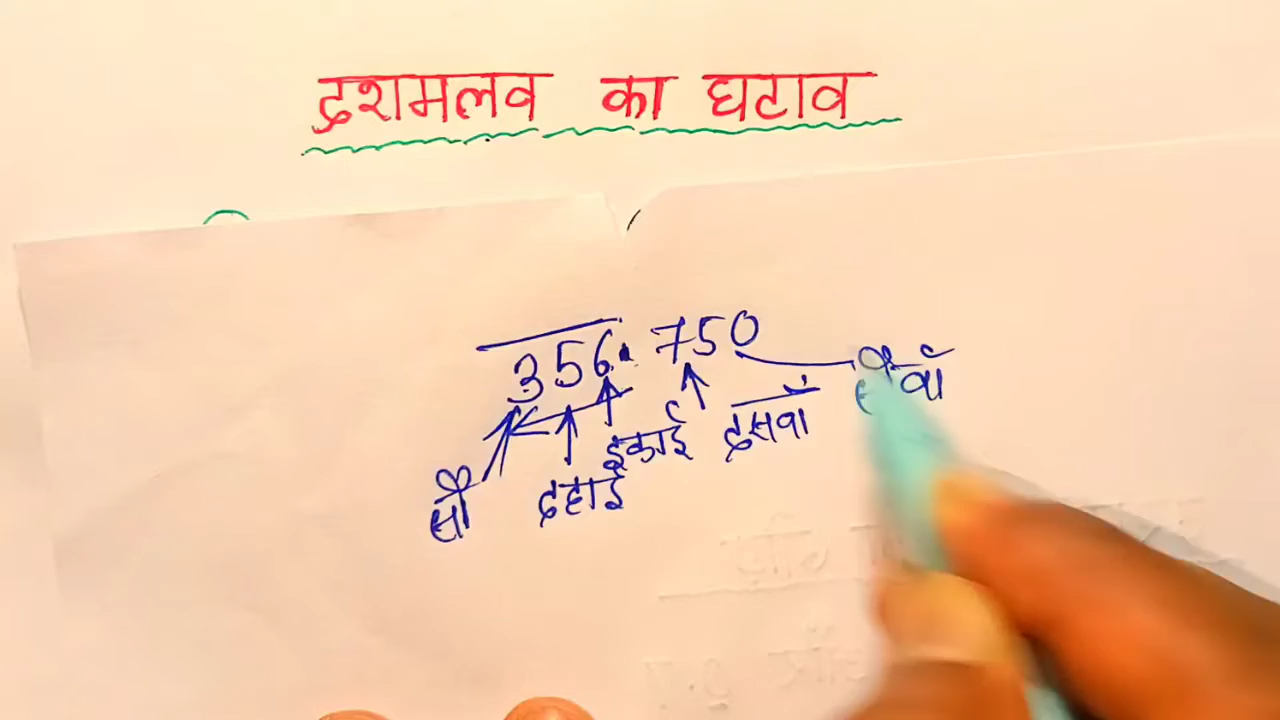 दशमलव का घटाव
356.750
सौवाँ
इकाई दसवाँ
सौ दहाई